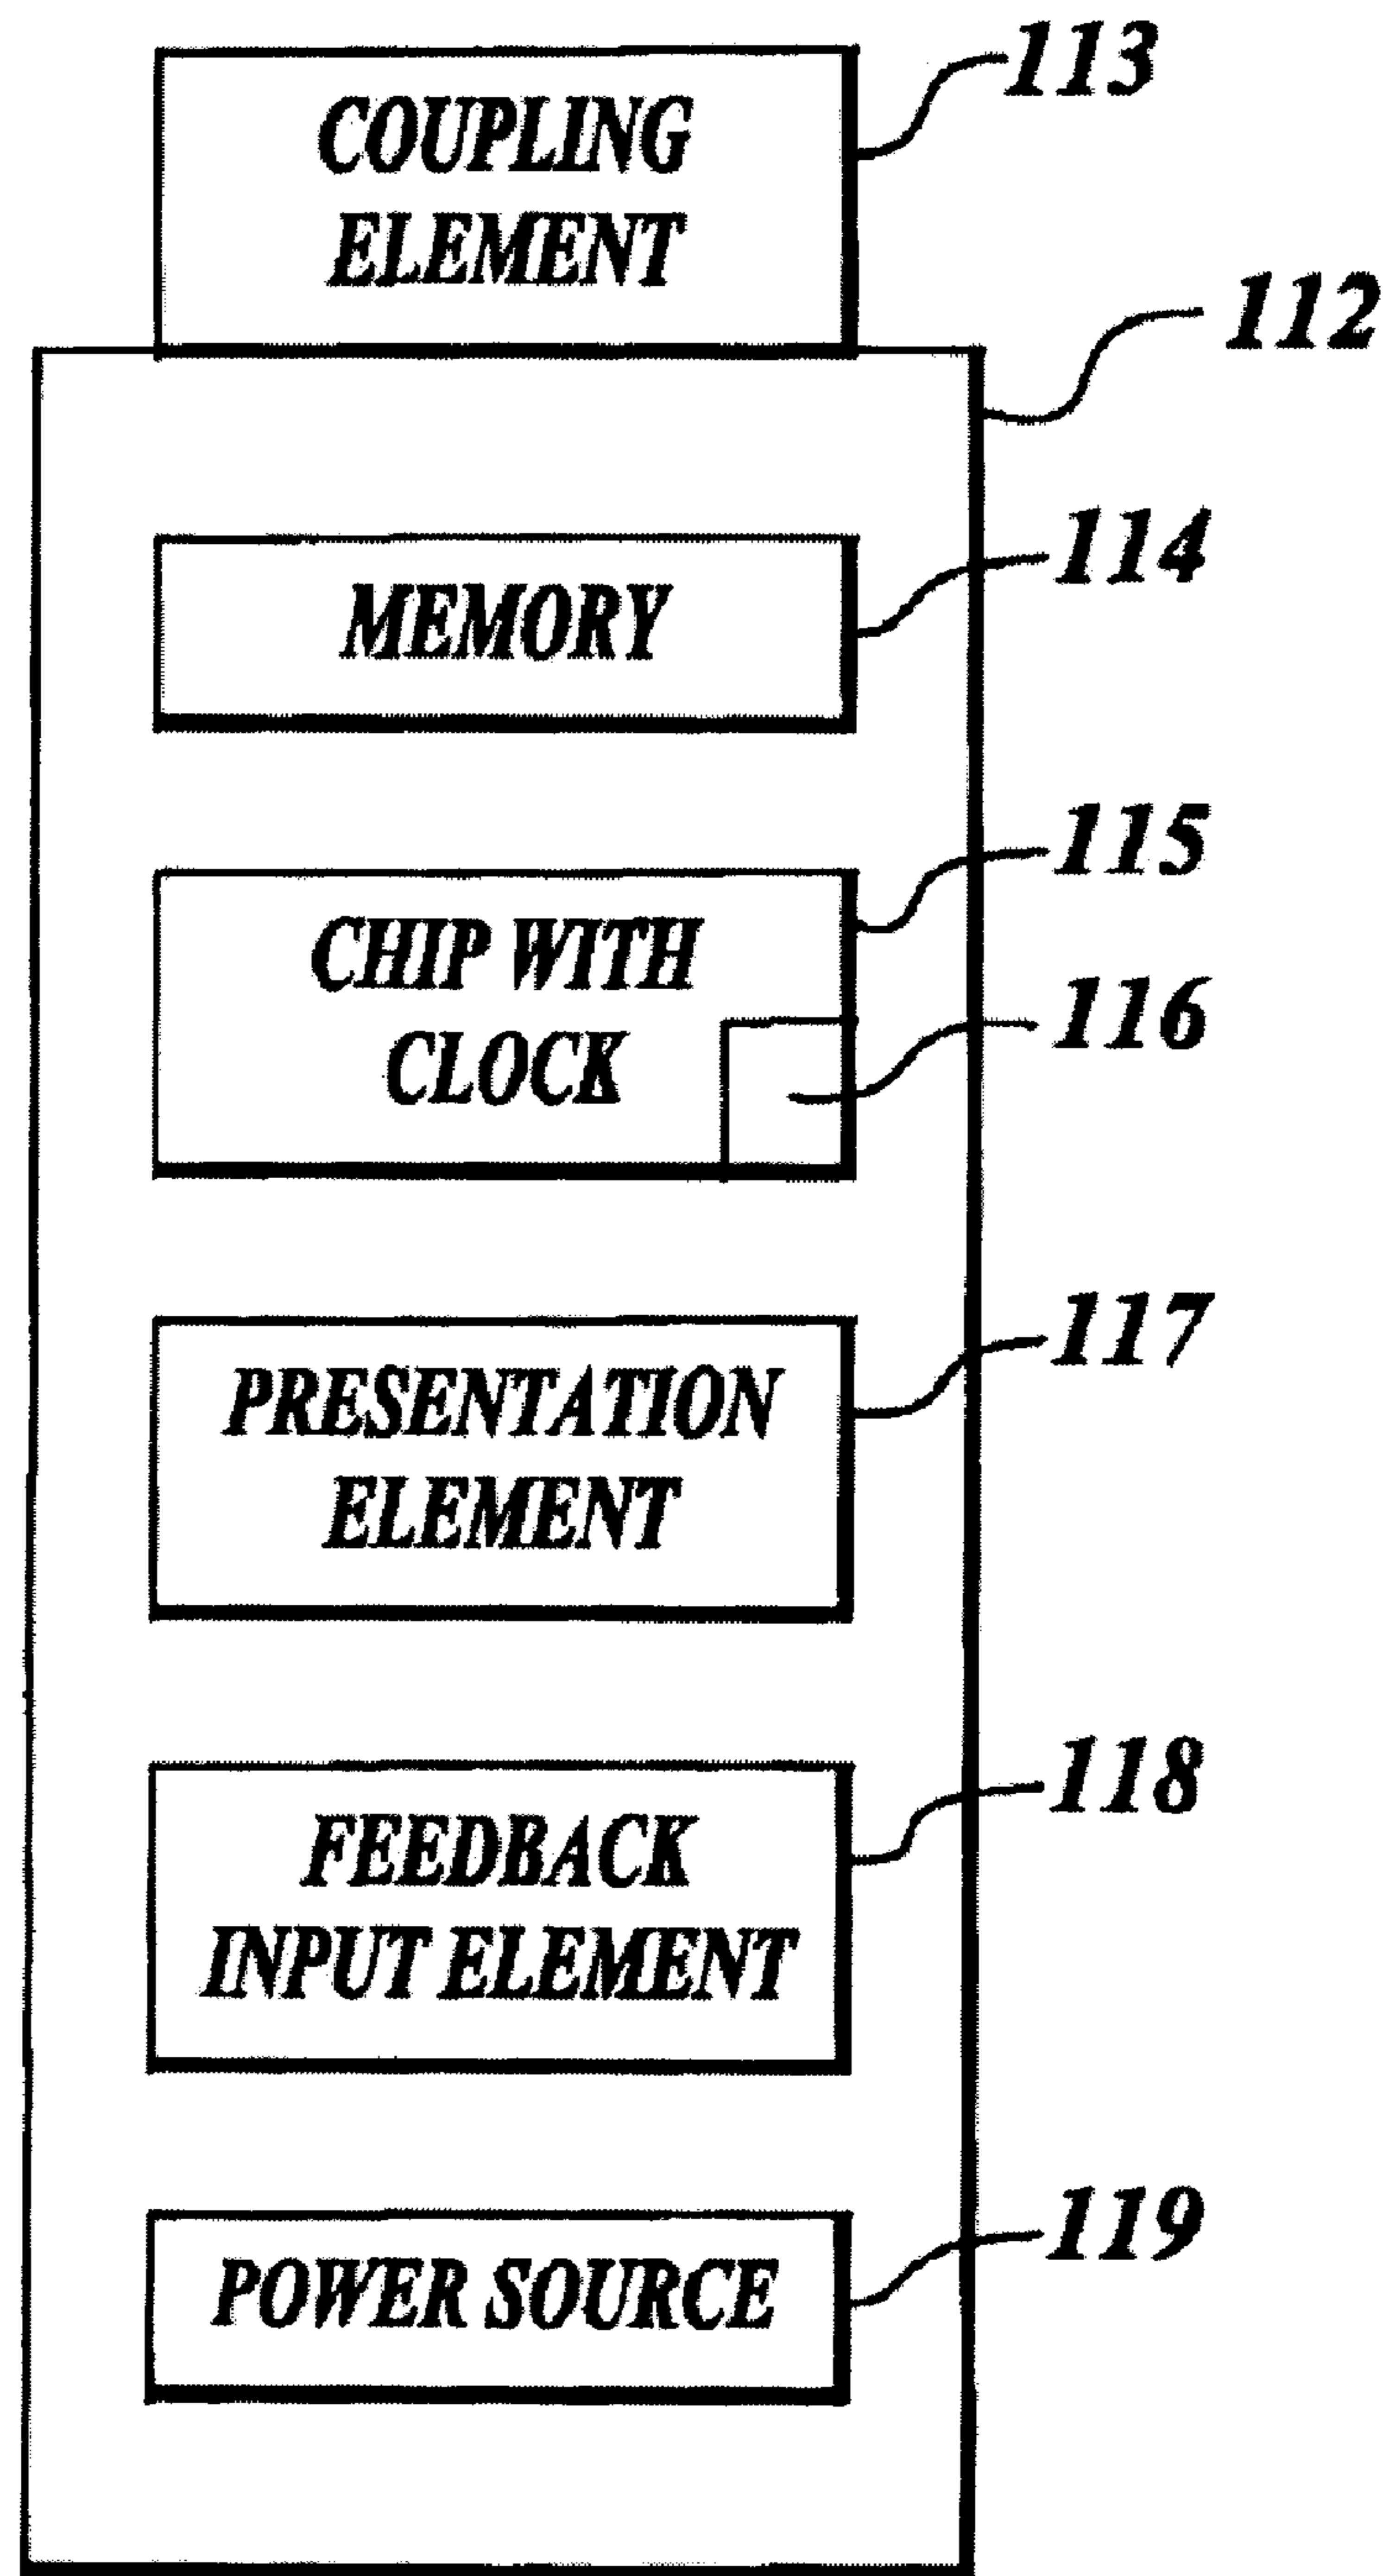 COUPLING
ELEMENT
113
112
MEMORY
114
CHIP WITH
CLOCK
115
116
PRESENTATION
ELEMENT
117
FEEDBACK
INPUT ELEMENT
118
POWER SOURCE
119